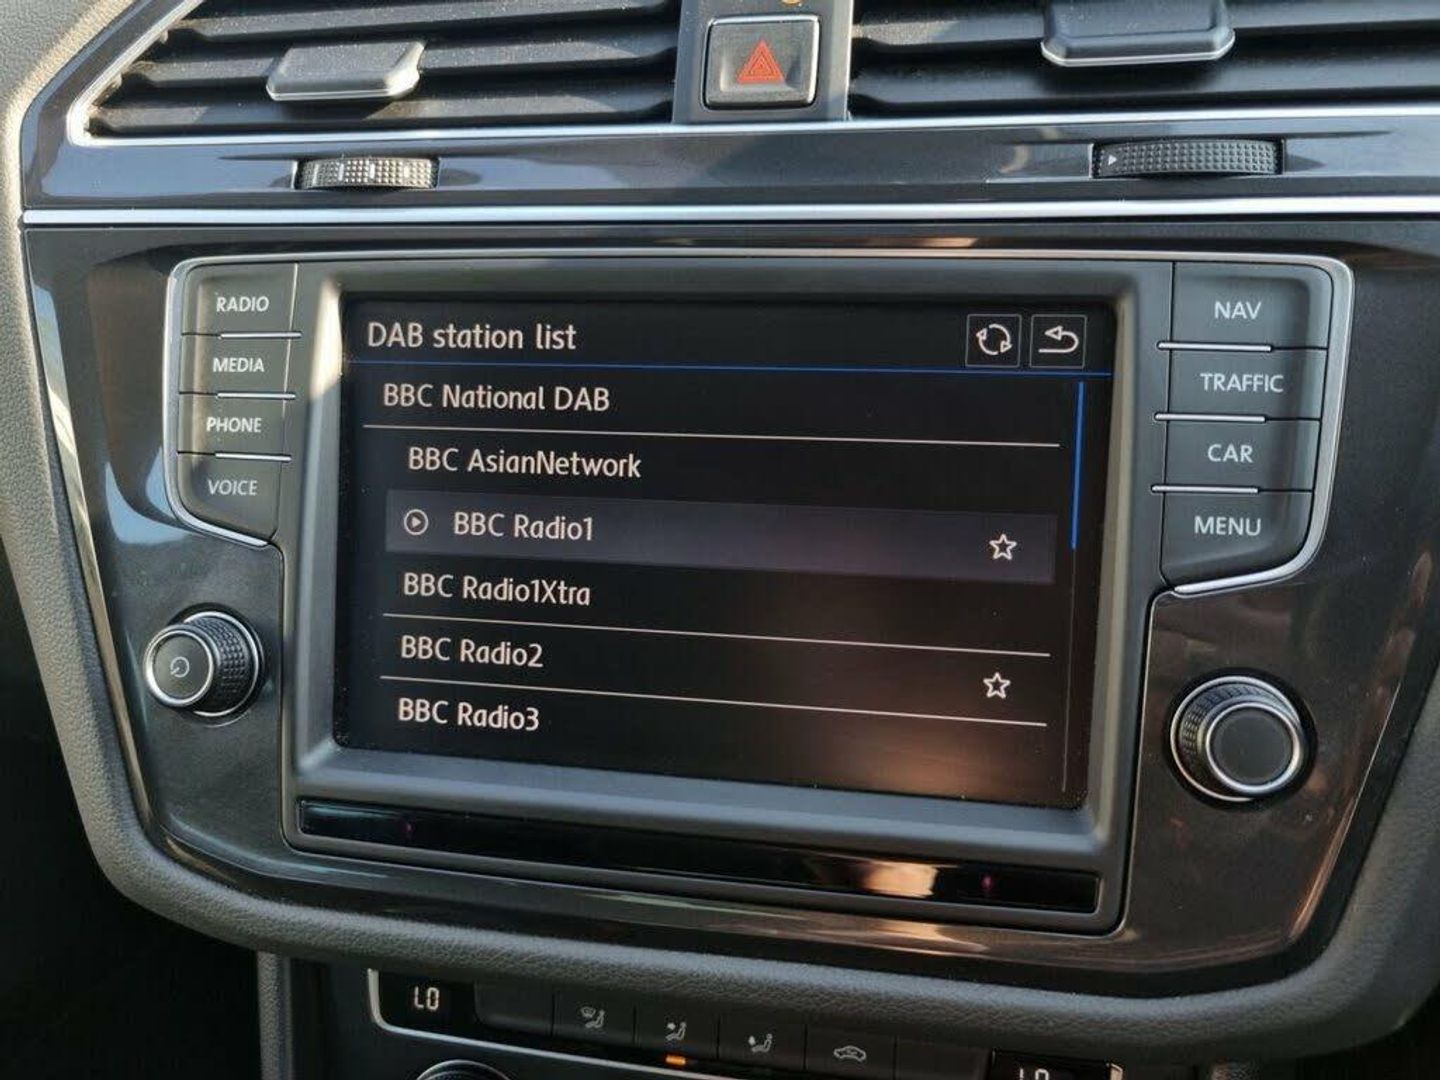 RADIO
MEDIA
PHONE
VOICE
DAB station list
BBC National DAB
BBC AsianNetwork
BBC Radio1
BBC Radio1Xtra
BBC Radio2
BBC Radio3
NAV
TRAFFIC
CAR
MENU
LO
LO